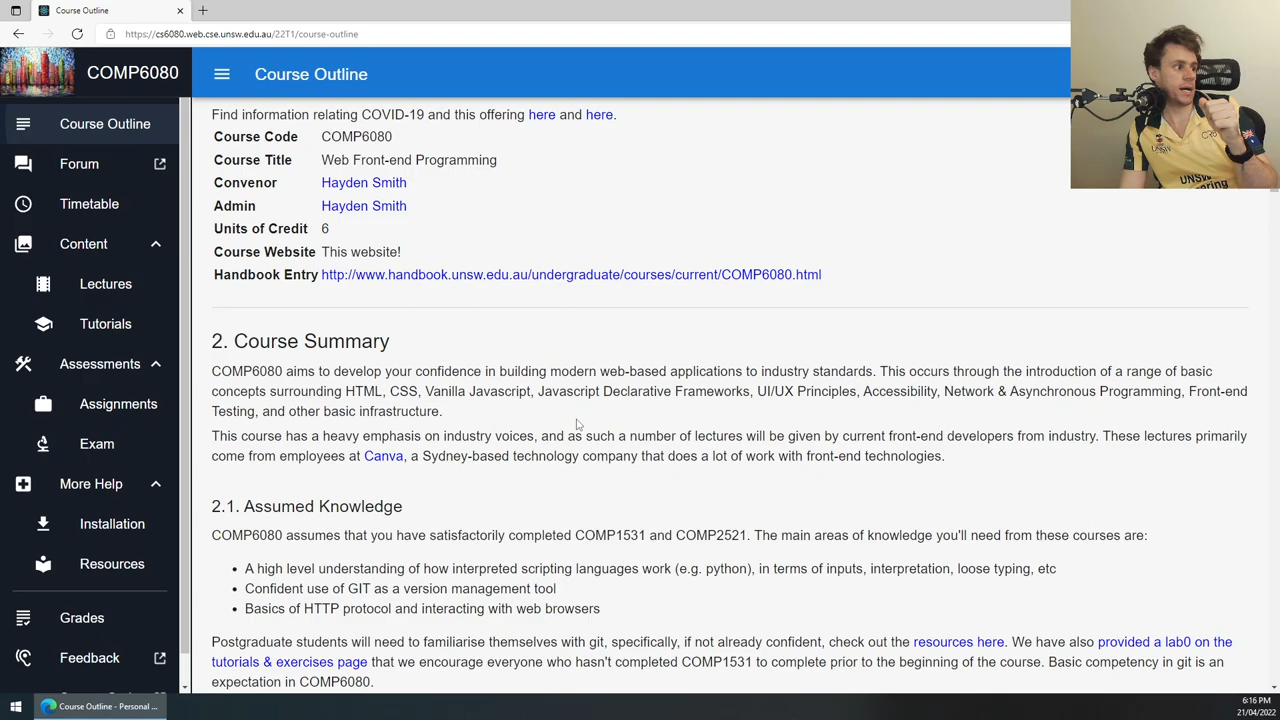 Course Outline
https://cs6080.web.cse.unsw.edu.au/22T1/course-outline
COMP6080
Course Outline
Course Outline
Forum
Timetable
Content
Lectures
Tutorials
Assessments
Assignments
Exam
More Help
Installation
Resources
Grades
Feedback
Find information relating COVID-19 and this offering here and here.
Course Code COMP6080
Course Title Web Front-end Programming
Convenor Hayden Smith
Admin Hayden Smith
Units of Credit 6
Course Website This website!
Handbook Entry http://www.handbook.unsw.edu.au/undergraduate/courses/current/COMP6080.html
2. Course Summary
COMP6080 aims to develop your confidence in building modern web-based applications to industry standards. This occurs through the introduction of a range of basic
concepts surrounding HTML, CSS, Vanilla Javascript, Javascript Declarative Frameworks, UI/UX Principles, Accessibility, Network & Asynchronous Programming, Front-end
Testing, and other basic infrastructure.
This course has a heavy emphasis on industry voices, and as such a number of lectures will be given by current front-end developers from industry. These lectures primarily
come from employees at Canva, a Sydney-based technology company that does a lot of work with front-end technologies.
2.1. Assumed Knowledge
COMP6080 assumes that you have satisfactorily completed COMP1531 and COMP2521. The main areas of knowledge you'll need from these courses are:
• A high level understanding of how interpreted scripting languages work (e.g. python), in terms of inputs, interpretation, loose typing, etc
• Confident use of GIT as a version management tool
• Basics of HTTP protocol and interacting with web browsers
Postgraduate students will need to familiarise themselves with git, specifically, if not already confident, check out the resources here. We have also provided a lab0 on the
tutorials & exercises page that we encourage everyone who hasn't completed COMP1531 to complete prior to the beginning of the course. Basic competency in git is an
expectation in COMP6080.
UNSW
Course Outline - Personal ...
6:16 PM
21/04/2022